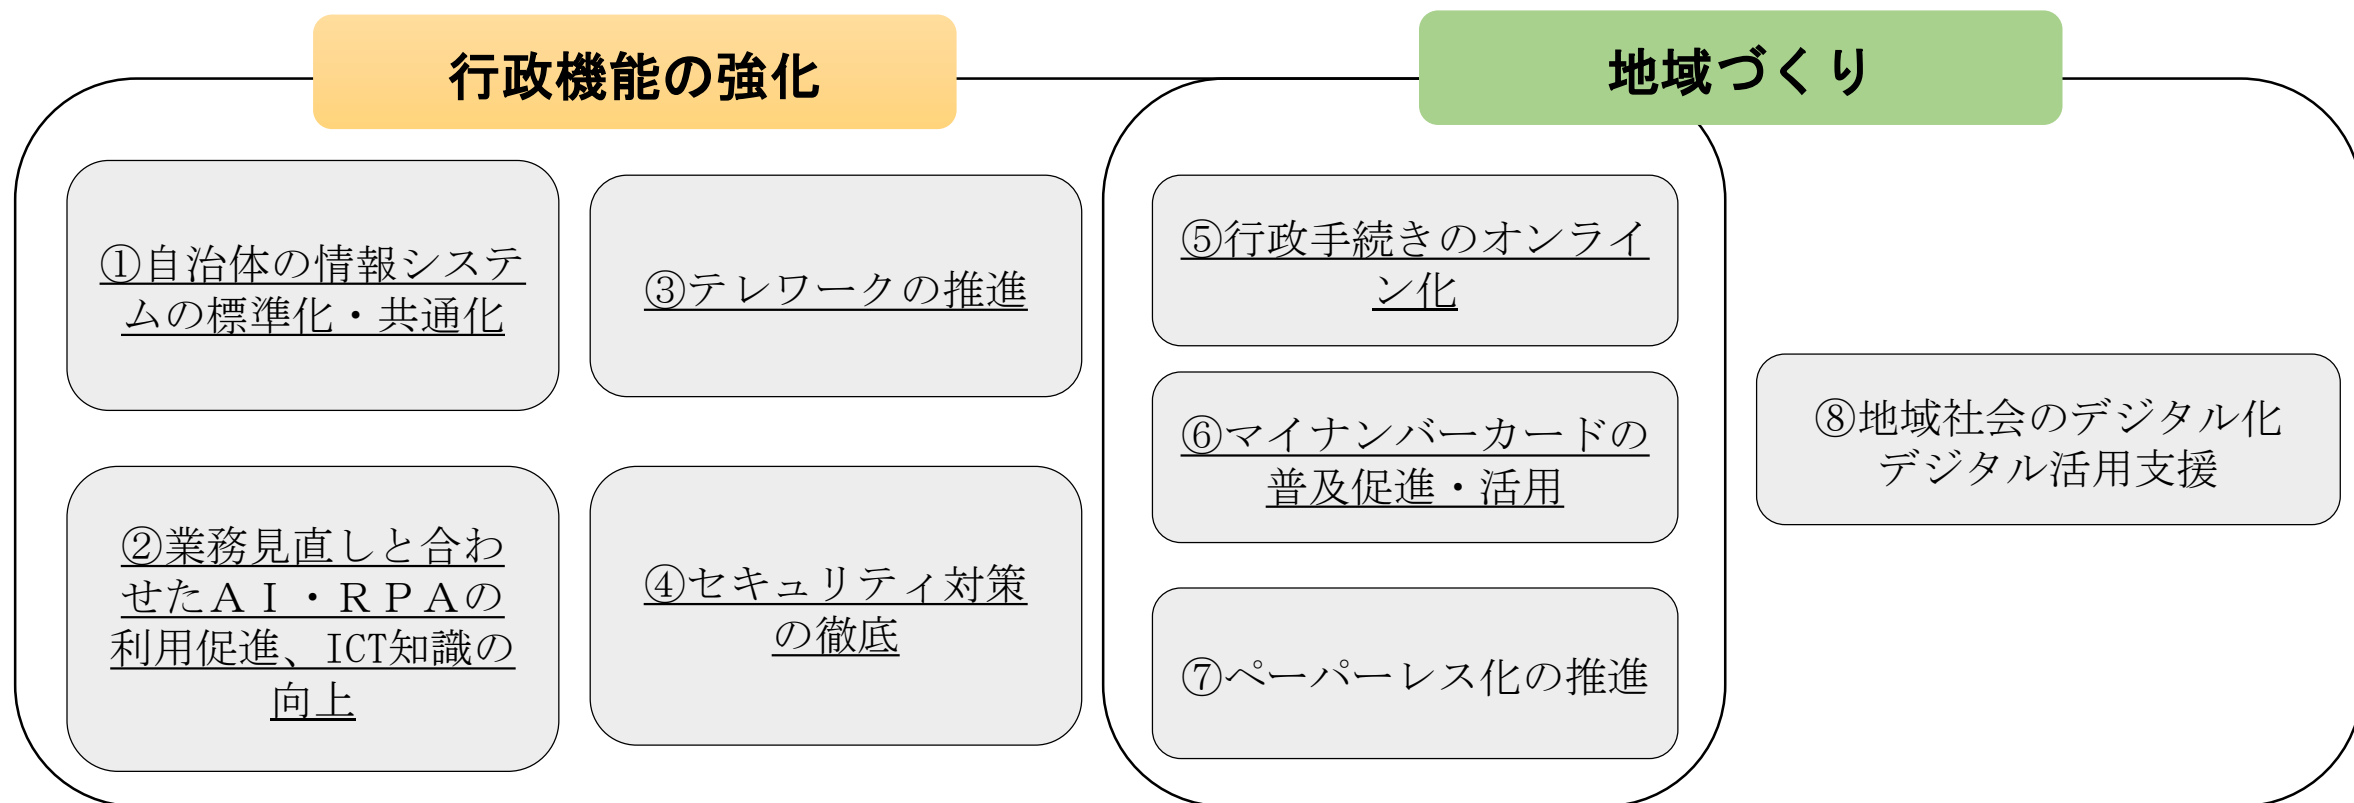 行政機能の強化
地域づくり
①自治体の情報システ
ムの標準化・共通化
②業務見直しと合わ
せたＡＩ・ＲＰＡの
利用促進、ICT知識の
向上
③テレワークの推進
④セキュリティ対策
の徹底
⑤行政手続きのオンライ
ン化
⑥マイナンバーカードの
普及促進・活用
⑦ペーパーレス化の推進
⑧地域社会のデジタル化
デジタル活用支援